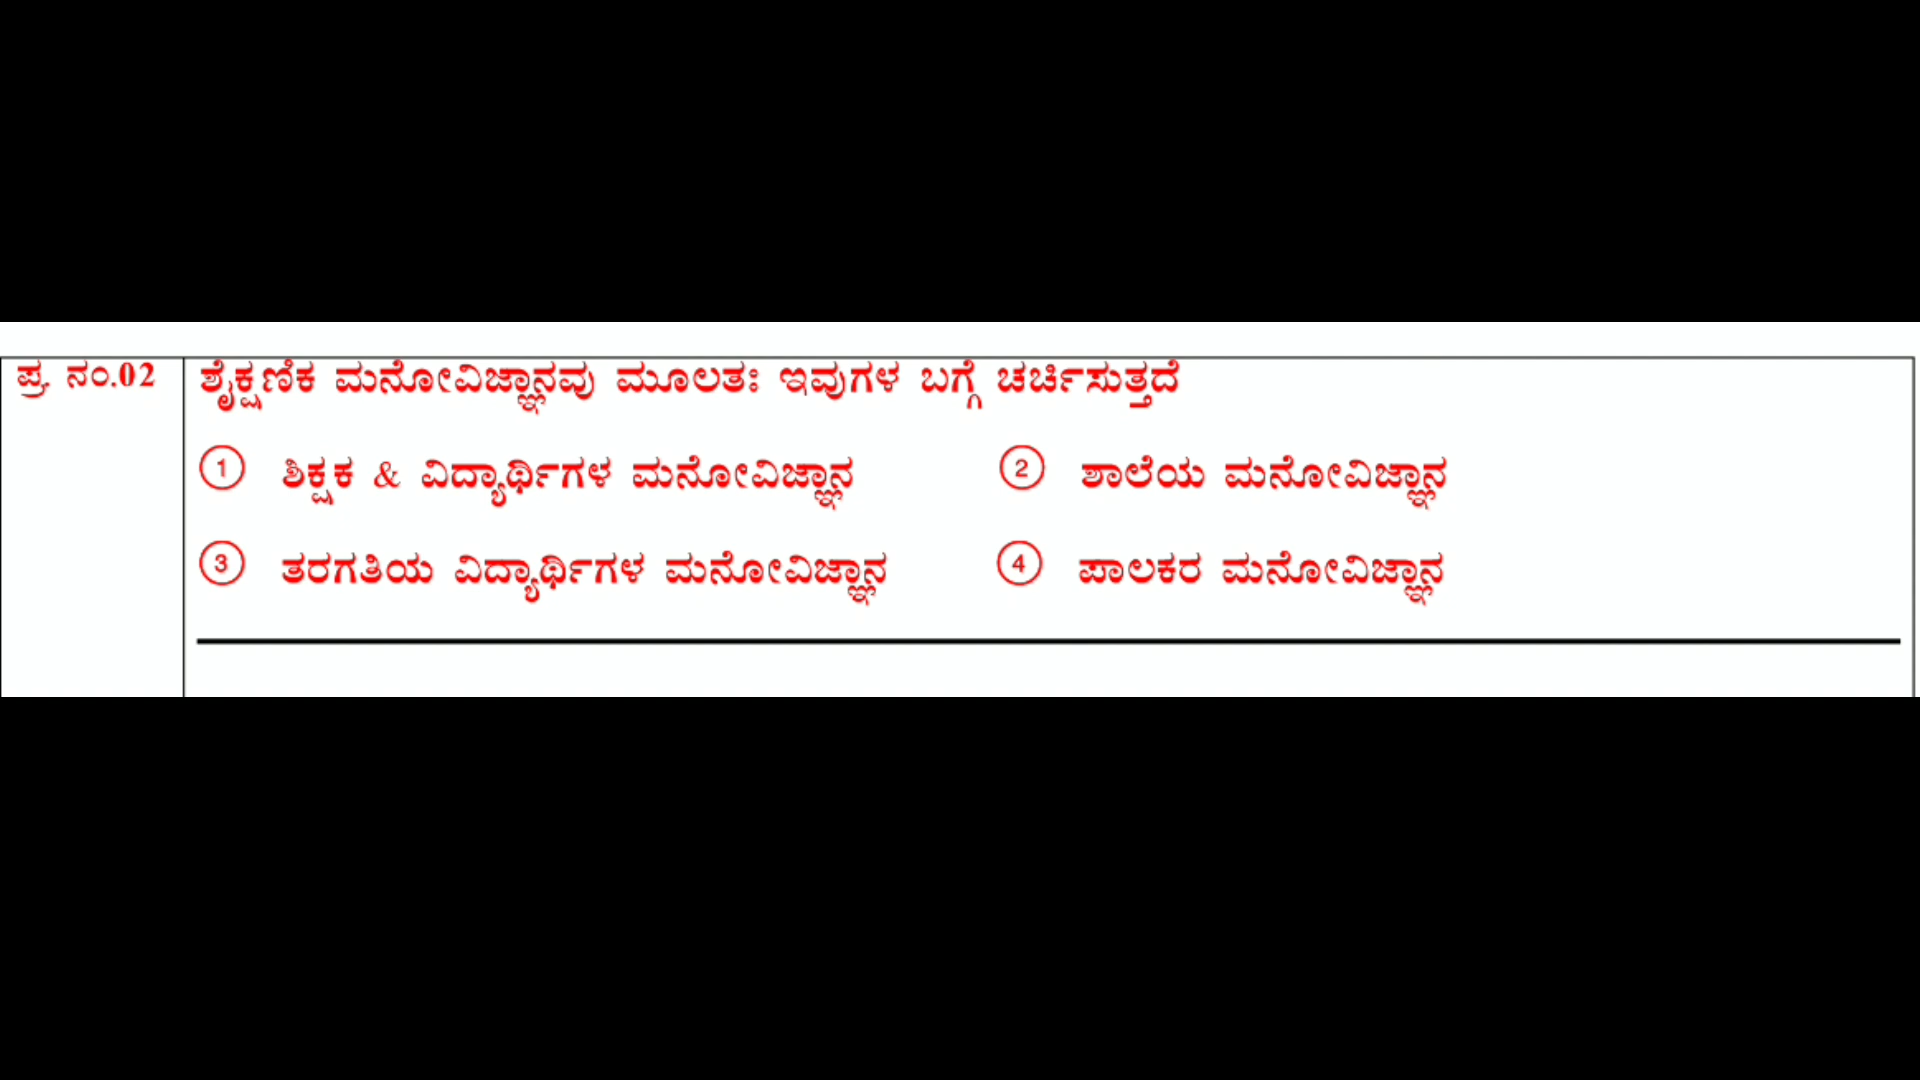 ಪ್ರ. ನಂ.02 ಶೈಕ್ಷಣಿಕ ಮನೋವಿಜ್ಞಾನವು ಮೂಲತಃ ಇವುಗಳ ಬಗ್ಗೆ ಚರ್ಚಿಸುತ್ತದೆ
1 ಶಿಕ್ಷಕ & ವಿದ್ಯಾರ್ಥಿಗಳ ಮನೋವಿಜ್ಞಾನ 2 ಶಾಲೆಯ ಮನೋವಿಜ್ಞಾನ
3 ತರಗತಿಯ ವಿದ್ಯಾರ್ಥಿಗಳ ಮನೋವಿಜ್ಞಾನ 4 ಪಾಲಕರ ಮನೋವಿಜ್ಞಾನ